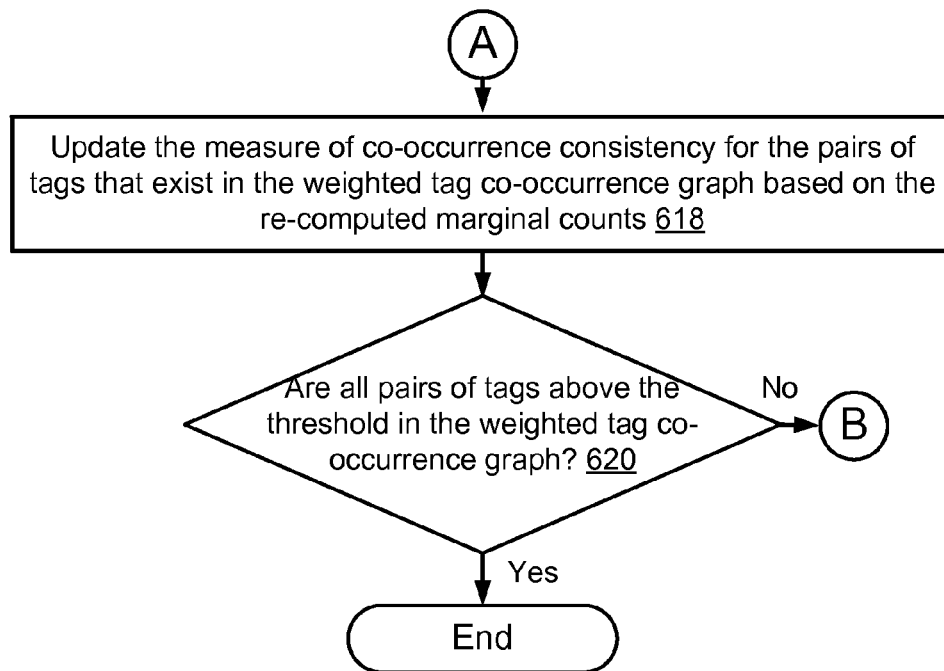 A
Update the measure of co-occurrence consistency for the pairs of
tags that exist in the weighted tag co-occurrence graph based on the
re-computed marginal counts 618
Are all pairs of tags above the
threshold in the weighted tag co-
occurrence graph? 620
No
B
Yes
End